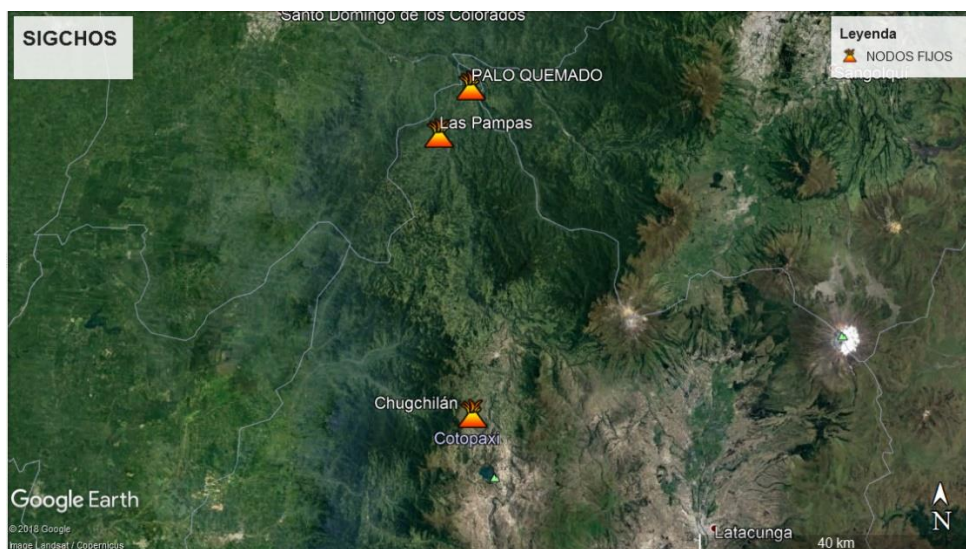 Santo Domingo de los Colorados
SIGCHOS
Leyenda
NODOS FIJOS
Sangolquí
PALO QUEMADO
Las Pampas
Chugchilán
Cotopaxi
Google Earth
© 2018 Google
Image Landsat / Copernicus
Latacunga
40 km
N